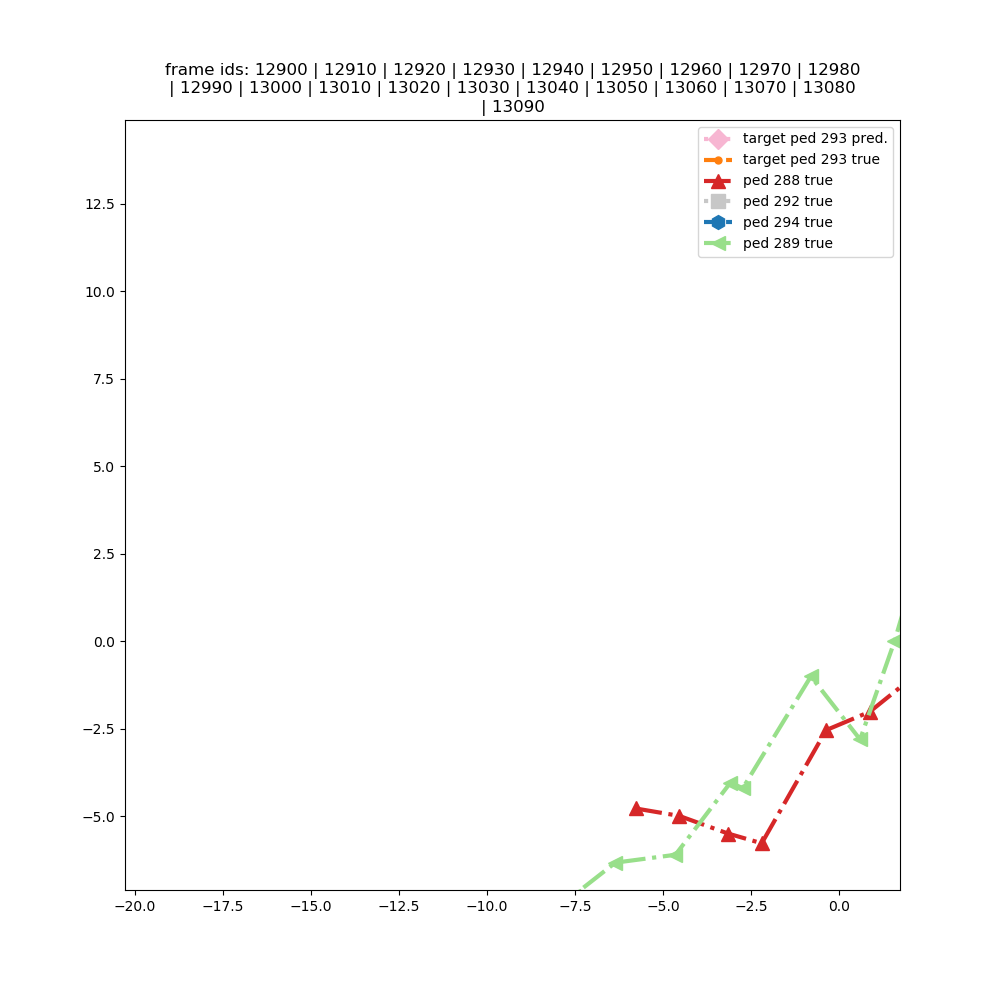 frame ids: 12900 | 12910 | 12920 | 12930 | 12940 | 12950 | 12960 | 12970 | 12980
| 12990 | 13000 | 13010 | 13020 | 13030 | 13040 | 13050 | 13060 | 13070 | 13080
| 13090
target ped 293 pred.
target ped 293 true
ped 288 true
ped 292 true
ped 294 true
ped 289 true
12.5
10.0
7.5
5.0
2.5
0.0
−2.5
−5.0
−20.0 −17.5 −15.0 −12.5 −10.0 −7.5 −5.0 −2.5 0.0